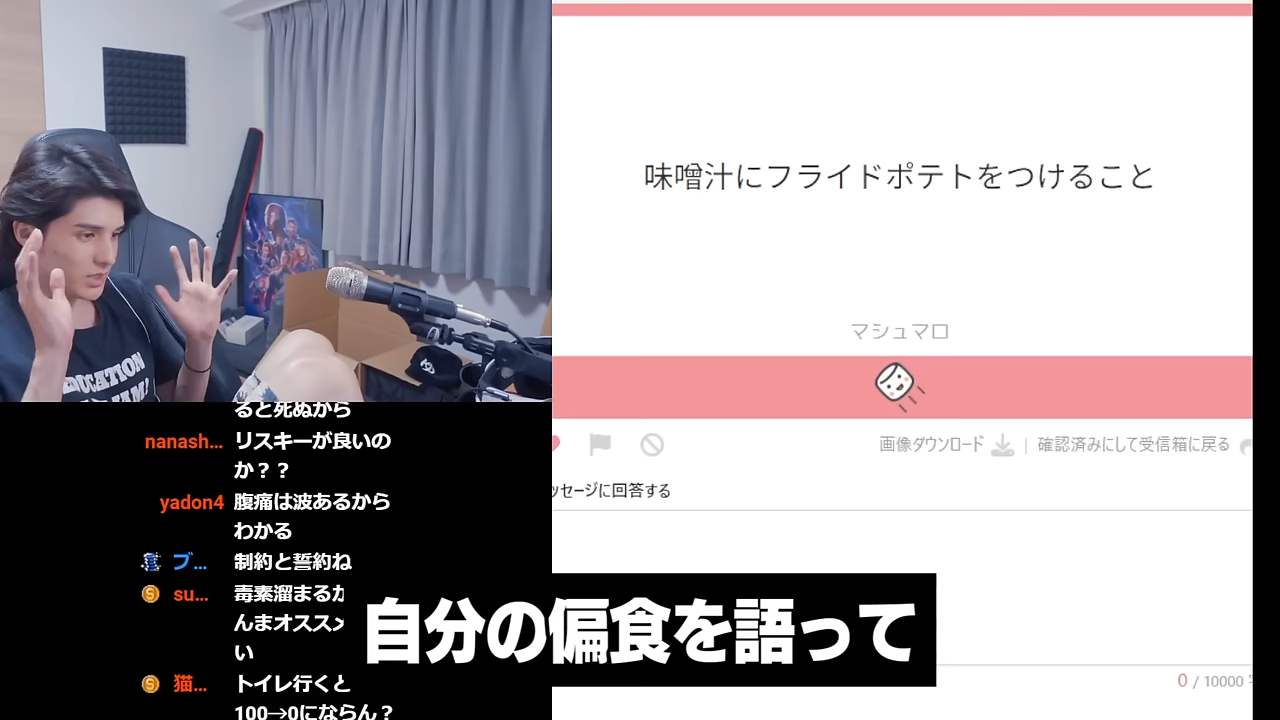 味噌汁にフライドポテトをつけること
マシュマロ
画像ダウンロード
確認済みにして受信箱に戻る
ッセージに回答する
0 / 10000
ると死ぬから
nanash… リスキーが良いの
か？？
yadon4 腹痛は波あるから
わかる
ブ… 制約と誓約ね
su… 毒素溜まるか
んまオススメ
い
猫… トイレ行くと
100→0にならん？
自分の偏食を語って